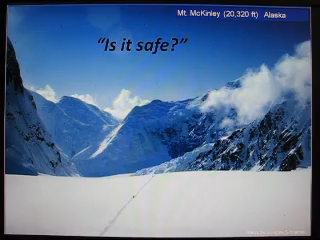 Mt. McKinley (20,320 ft) Alaska
"Is it safe?"